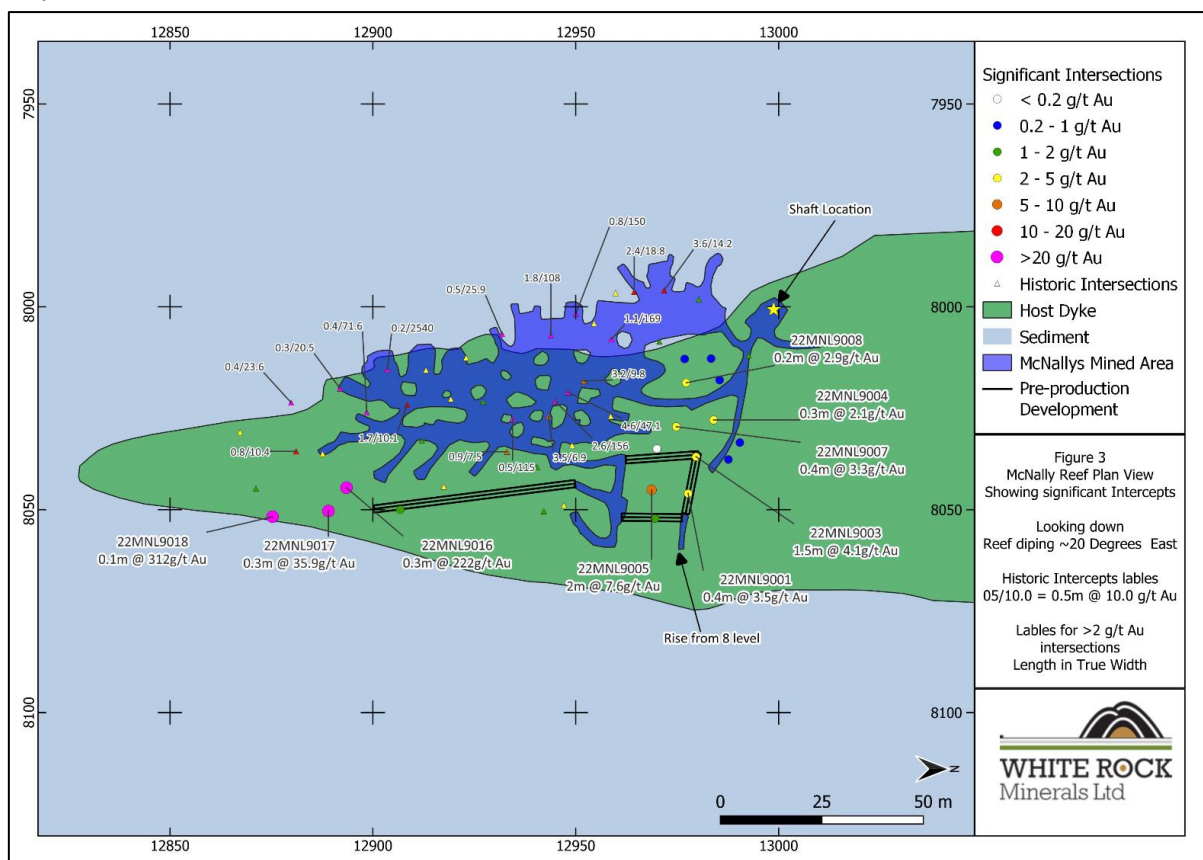 12850
12900
12950
13000
7950
7950
8000
8000
8050
8050
8100
8100
12850
12900
12950
13000
Shaft Location
0.8/150
2.4/18.8
3.6/14.2
1.8/108
0.5/25.9
1.1/169
0.2/2540
0.4/71.6
0.3/20.5
0.4/23.6
3.2/9.8
4.6/47.1
2.6/156
3.5/6.9
1.7/10.1
0.9/7.5
0.5/115
0.8/10.4
22MNL9008
0.2m @ 2.9g/t Au
22MNL9004
0.3m @ 2.1g/t Au
22MNL9007
0.4m @ 3.3g/t Au
22MNL9003
1.5m @ 4.1g/t Au
22MNL9001
0.4m @ 3.5g/t Au
22MNL9005
2m @ 7.6g/t Au
22MNL9016
0.3m @ 222g/t Au
22MNL9017
0.3m @ 35.9g/t Au
22MNL9018
0.1m @ 312g/t Au
Rise from 8 level
N
0 25 50 m
Significant Intersections
< 0.2 g/t Au
0.2 - 1 g/t Au
1 - 2 g/t Au
2 - 5 g/t Au
5 - 10 g/t Au
10 - 20 g/t Au
>20 g/t Au
Historic Intersections
Host Dyke
Sediment
McNallys Mined Area
Pre-production
Development
Figure 3
McNally Reef Plan View
Showing significant Intercepts
Looking down
Reef diping ~20 Degrees East
Historic Intercepts lables
05/10.0 = 0.5m @ 10.0 g/t Au
Lables for >2 g/t Au
intersections
Length in True Width
WHITE ROCK
Minerals Ltd